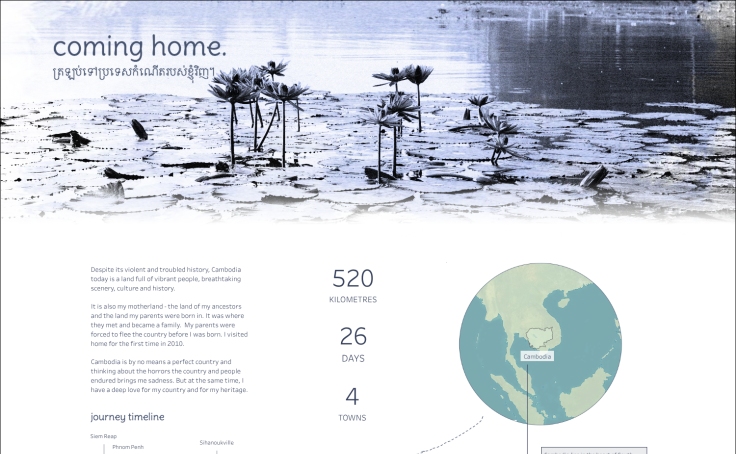 coming home.
ត្រឡប់ទៅប្រទេសកំណើតរបស់ខ្ញុំវិញ។
Despite its violent and troubled history, Cambodia
today is a land full of vibrant people, breathtaking
scenery, culture and history.
It is also my motherland - the land of my ancestors
and the land my parents were born in. It was where
they met and became a family. My parents were
forced to flee the country before I was born. I visited
home for the first time in 2010.
Cambodia is by no means a perfect country and
thinking about the horrors the country and people
endured brings me sadness. But at the same time, I
have a deep love for my country and for my heritage.
journey timeline
Siem Reap
Phnom Penh
Sihanoukville
520
KILOMETRES
26
DAYS
4
TOWNS
Cambodia